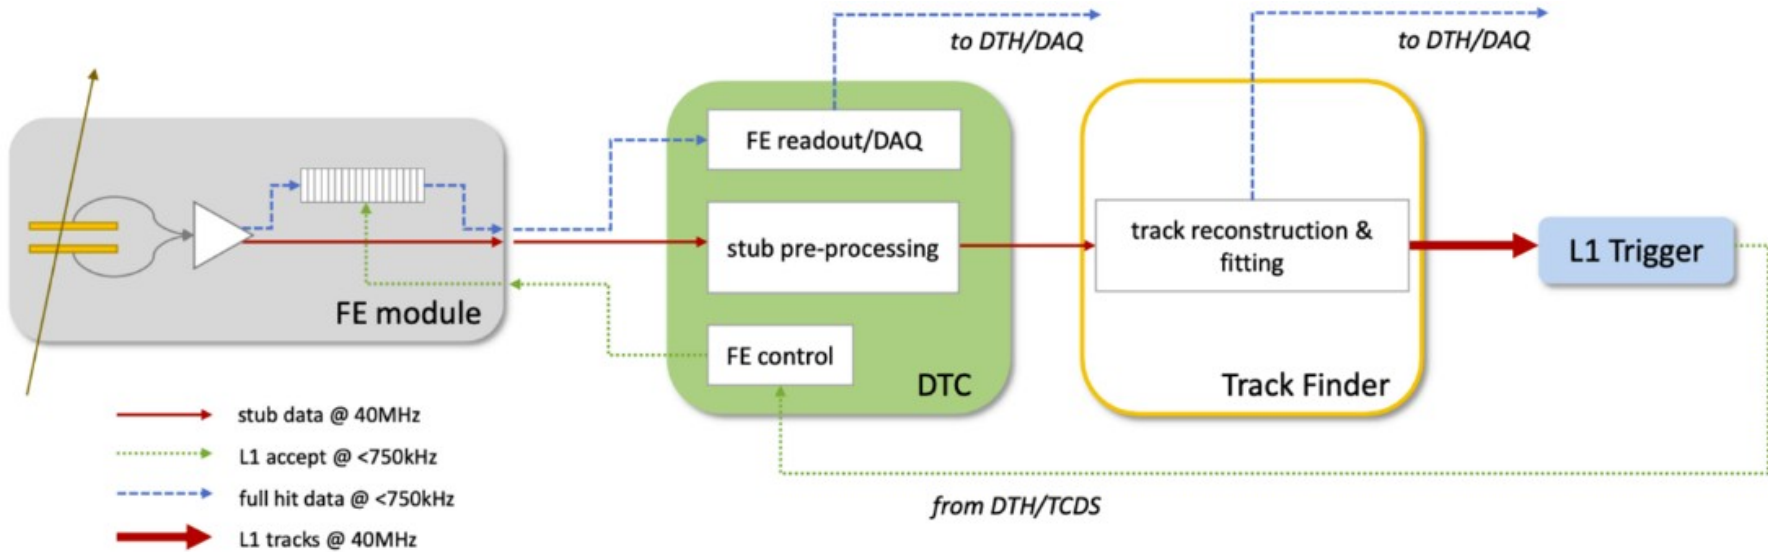 to DTH/DAQ
to DTH/DAQ
FE readout/DAQ
stub pre-processing
track reconstruction &
fitting
L1 Trigger
FE module
FE control
DTC
Track Finder
stub data @ 40MHz
L1 accept @ <750kHz
full hit data @ <750kHz
from DTH/TCDS
L1 tracks @ 40MHz